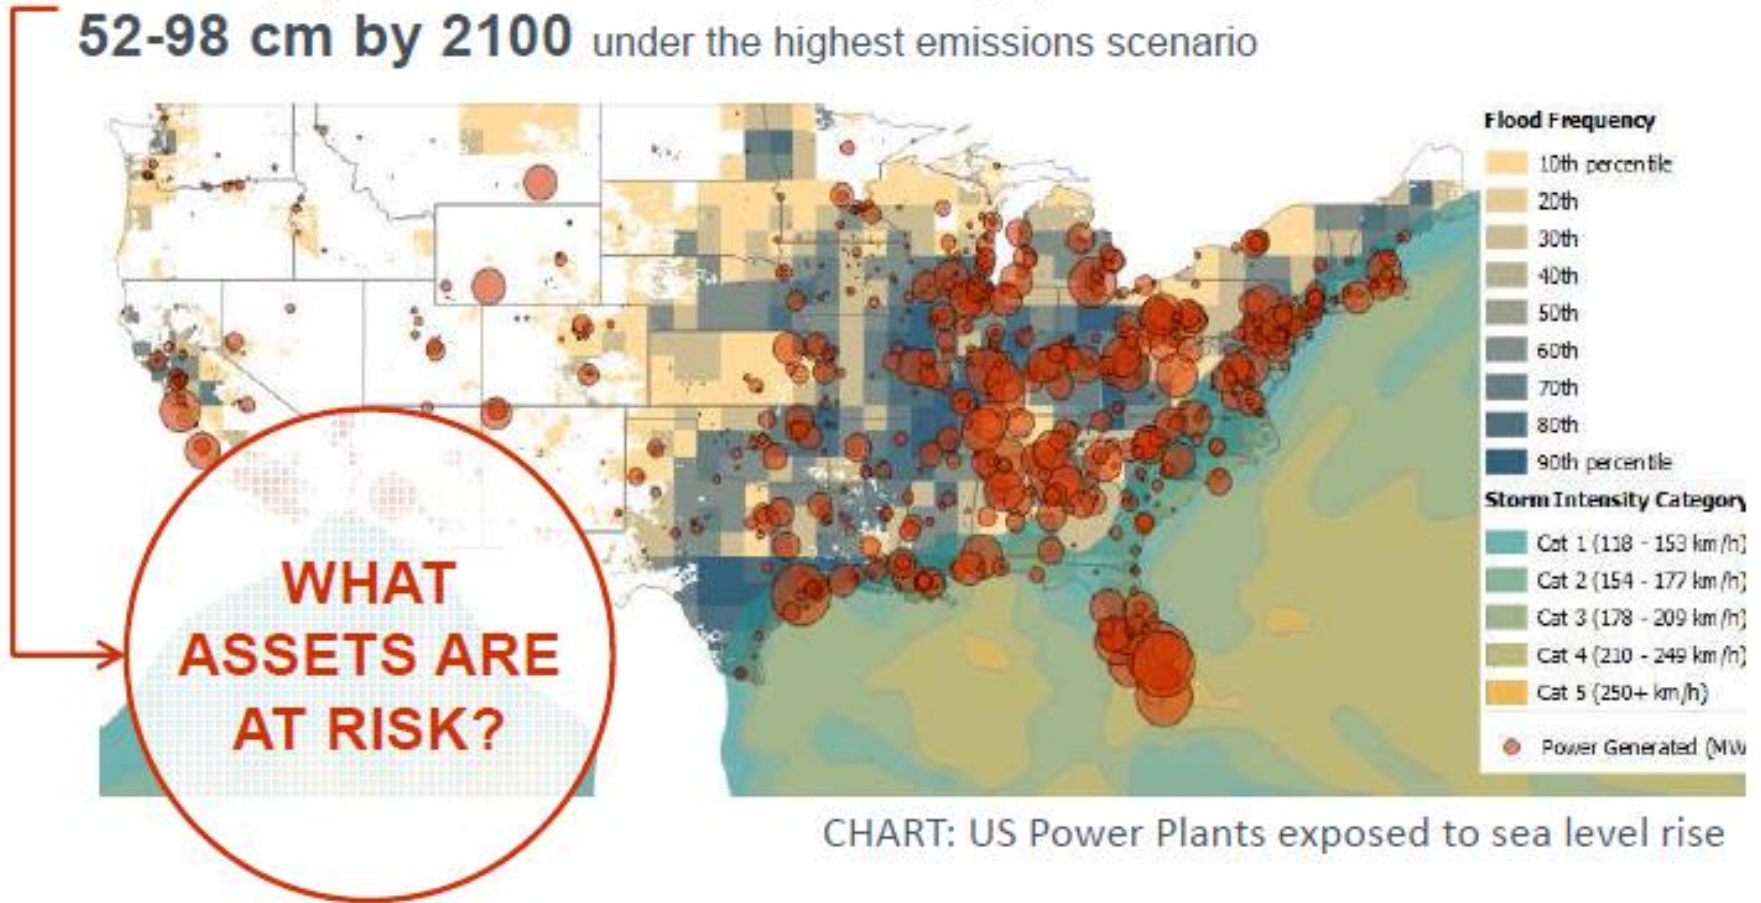 52-98 cm by 2100 under the highest emissions scenario
Flood Frequency
10th percentile
20th
30th
40th
50th
60th
70th
80th
90th percentile
Storm Intensity Category
Cat 1 (118 - 153 km/h)
Cat 2 (154 - 177 km/h)
Cat 3 (178 - 209 km/h)
Cat 4 (210 - 249 km/h)
Cat 5 (250+ km/h)
Power Generated (MW
WHAT
ASSETS ARE
AT RISK?
CHART: US Power Plants exposed to sea level rise